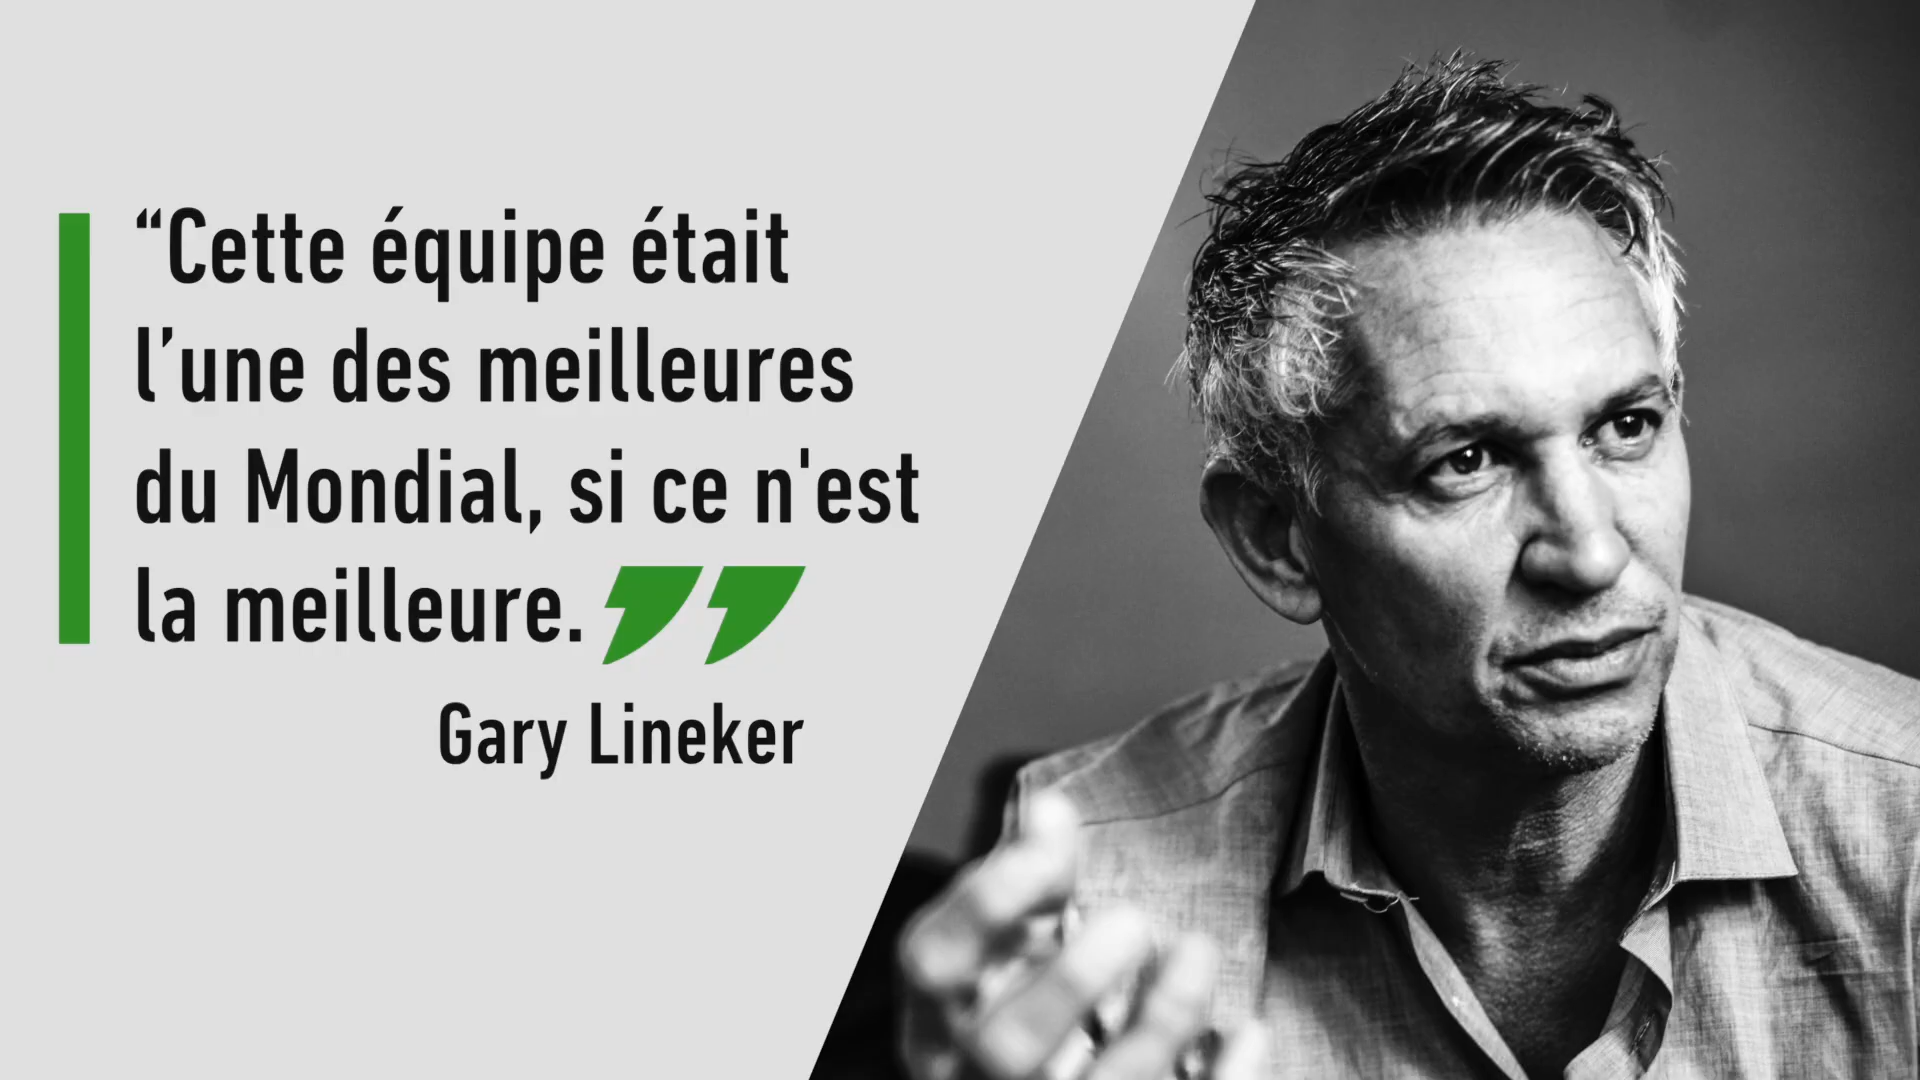 “Cette équipe était
l’une des meilleures
du Mondial, si ce n'est
la meilleure.”
Gary Lineker